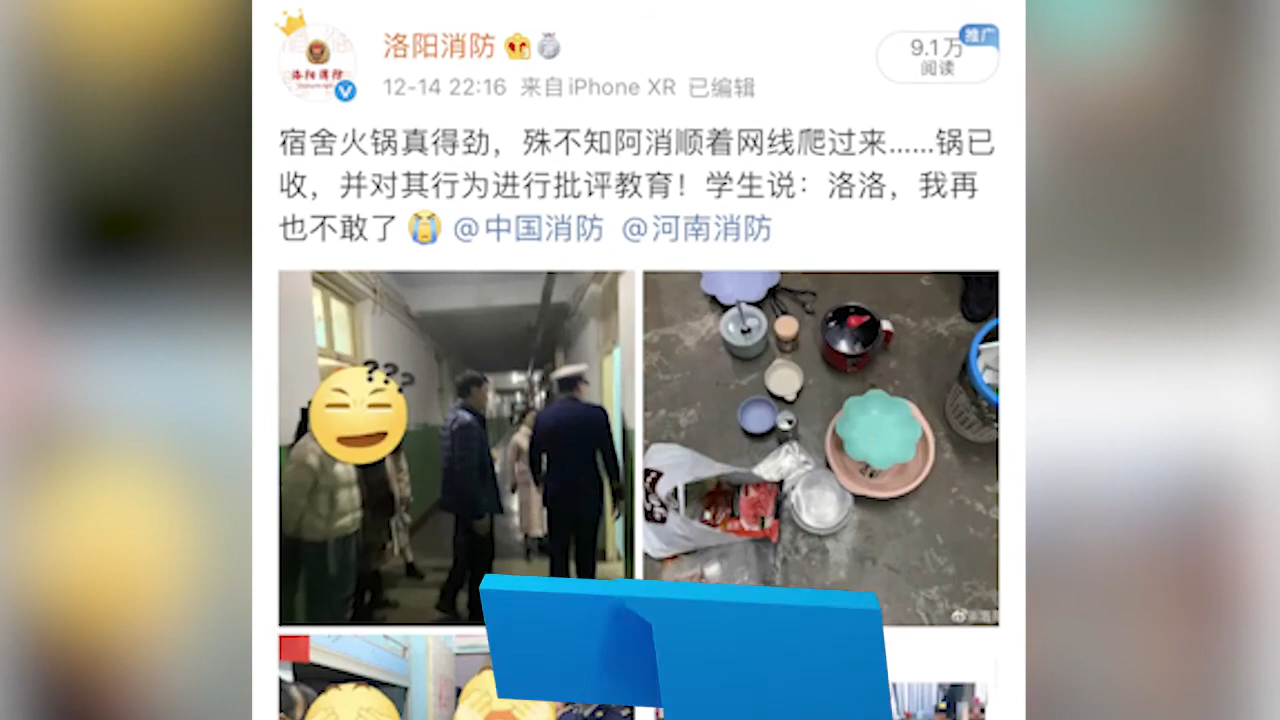 洛阳消防
推广
9.1万
阅读
12-14 22:16 来自iPhone XR 已编辑
宿舍火锅真得劲，殊不知阿消顺着网线爬过来……锅已
收，并对其行为进行批评教育！学生说：洛洛，我再
也不敢了 @中国消防 @河南消防
???